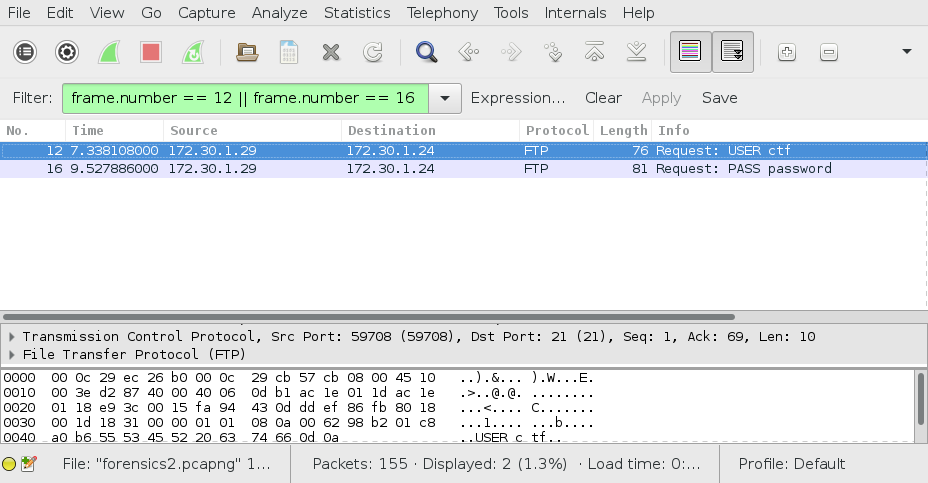 File Edit View Go Capture Analyze Statistics Telephony Tools Internals Help
Filter: frame.number == 12 || frame.number == 16 Expression... Clear Apply Save
No. Time Source Destination Protocol Length Info
12 7.338108000 172.30.1.29 172.30.1.24 FTP 76 Request: USER ctf
16 9.527886000 172.30.1.29 172.30.1.24 FTP 81 Request: PASS password
Transmission Control Protocol, Src Port: 59708 (59708), Dst Port: 21 (21), Seq: 1, Ack: 69, Len: 10
File Transfer Protocol (FTP)
0000 00 0c 29 ec 26 b0 00 0c 29 cb 57 cb 08 00 45 10 ..).&... ).W...E.
0010 00 3e d2 87 40 00 40 06 0d b1 ac 1e 01 1d ac 1e .>..@.@. ........
0020 01 18 e9 3c 00 15 fa 94 43 0d dd ef 86 fb 80 18 ...<.... C.......
0030 00 1d 18 31 00 00 01 01 08 0a 00 62 98 b2 01 c8 ...1.... ...b....
0040 a0 b6 55 53 45 52 20 63 74 66 0d 0a ..USER c tf..
File: "forensics2.pcapng" 1... Packets: 155 · Displayed: 2 (1.3%) · Load time: 0:... Profile: Default